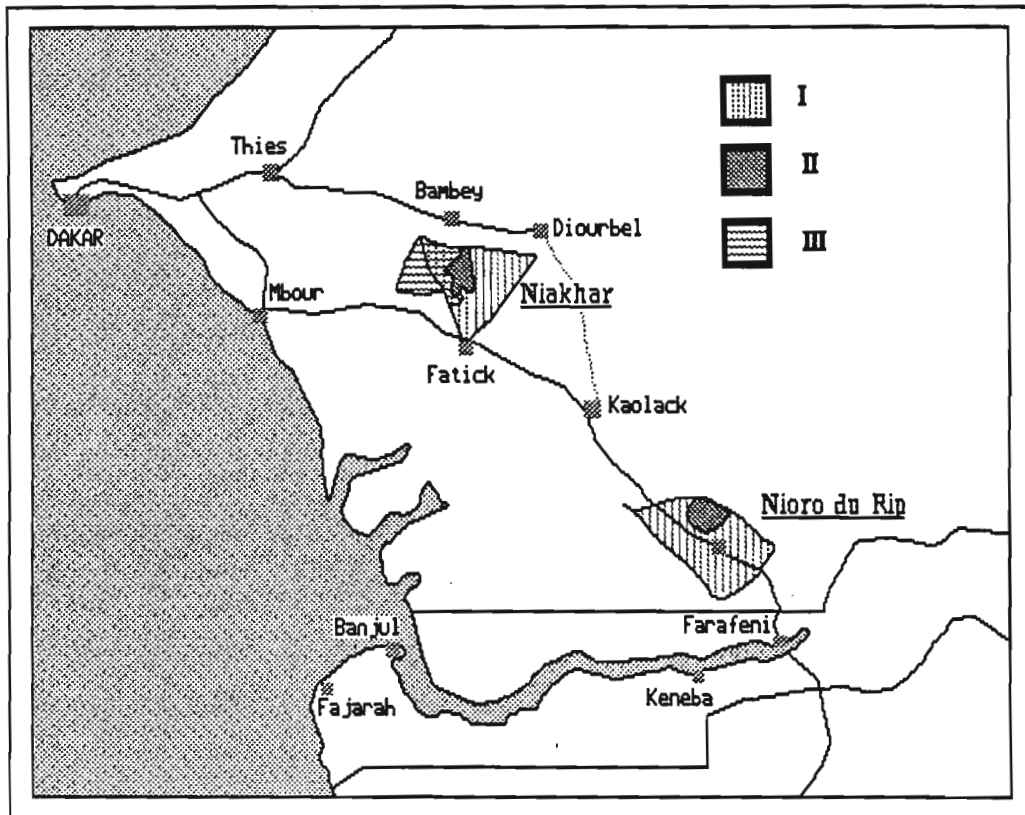 I
Thies
II
Bambey
DAKAR
Diourbel
III
Niakhar
Mbour
Fatick
Kaolack
Nioro du Rip
Banjul
Farafeni
Keneba
Fajarah